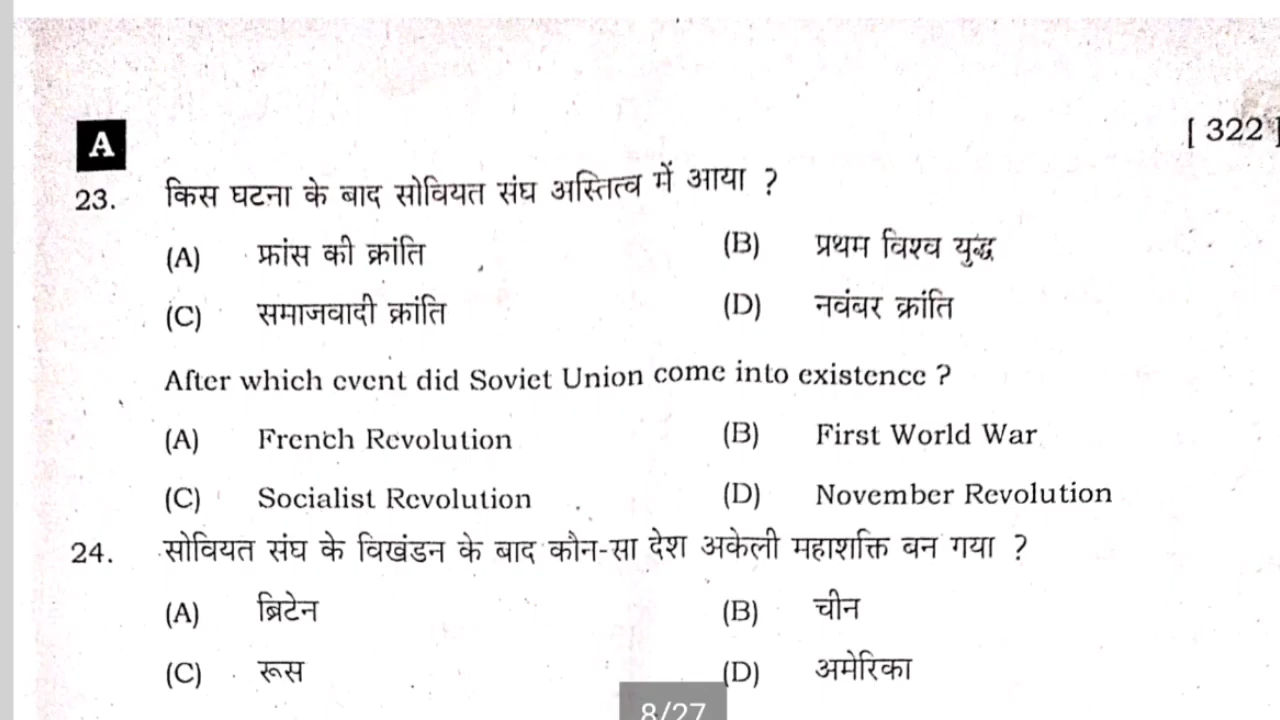 A
[ 322 ]
23. किस घटना के बाद सोवियत संघ अस्तित्व में आया ?
(A) फ्रांस की क्रांति (B) प्रथम विश्व युद्ध
(C) समाजवादी क्रांति (D) नवंबर क्रांति
After which event did Soviet Union come into existence ?
(A) French Revolution (B) First World War
(C) Socialist Revolution (D) November Revolution
24. सोवियत संघ के विखंडन के बाद कौन-सा देश अकेली महाशक्ति बन गया ?
(A) ब्रिटेन (B) चीन
(C) रूस (D) अमेरिका
8/27